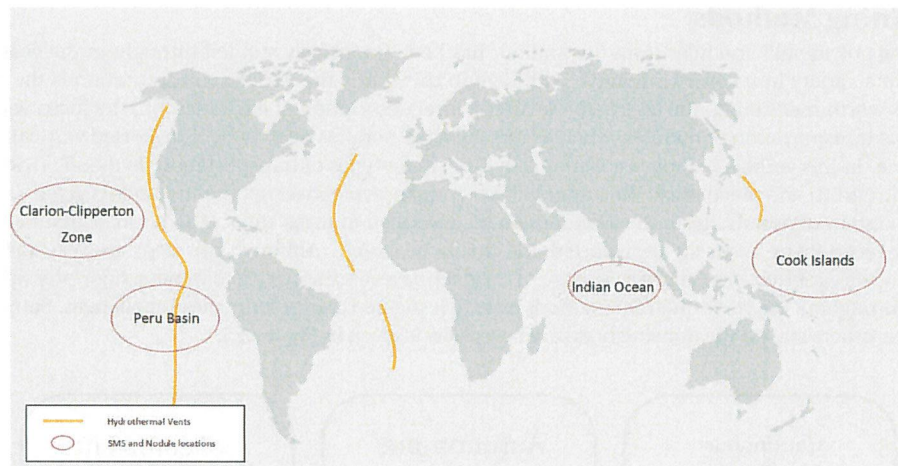 Clarion-Clipperton
Zone
Peru Basin
Indian Ocean
Cook Islands
Hydrothermal Vents
SMS and Nodule locations